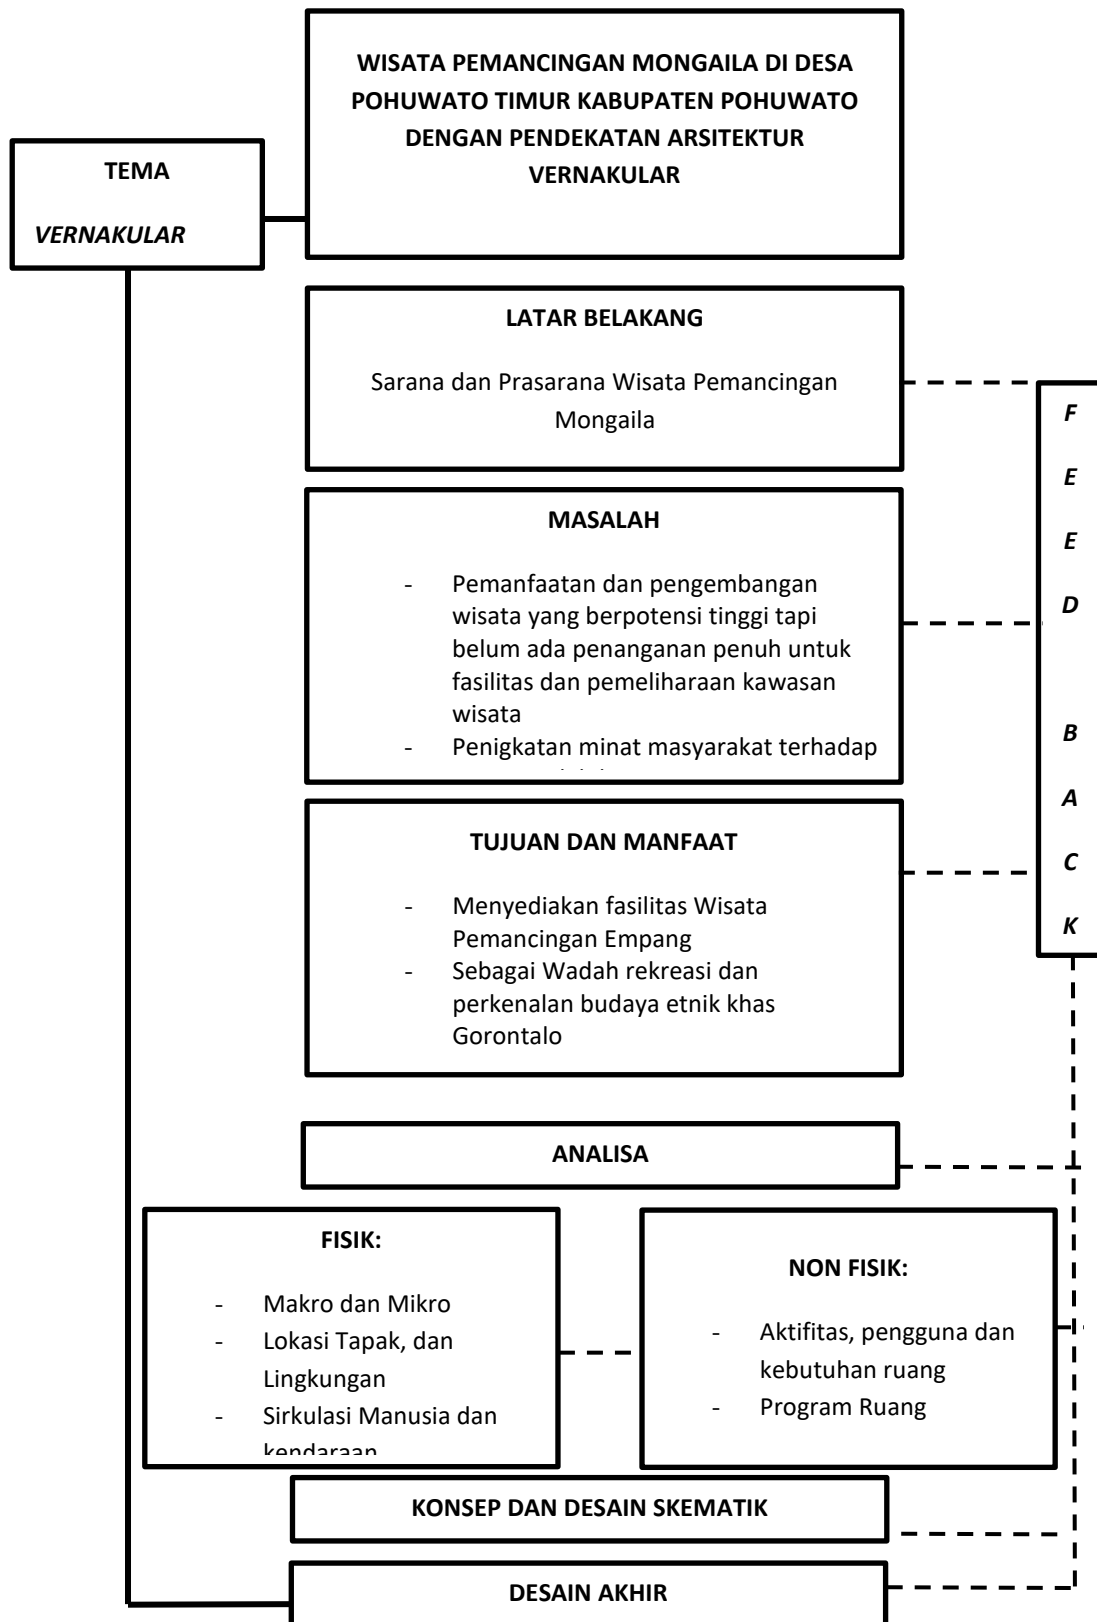 WISATA PEMANCINGAN MONGAILA DI DESA
POHUWATO TIMUR KABUPATEN POHUWATO
DENGAN PENDEKATAN ARSITEKTUR
VERNAKULAR
TEMA
VERNAKULAR
LATAR BELAKANG
Sarana dan Prasarana Wisata Pemancingan
Mongaila
MASALAH
- Pemanfaatan dan pengembangan
wisata yang berpotensi tinggi tapi
belum ada penanganan penuh untuk
fasilitas dan pemeliharaan kawasan
wisata
- Penigkatan minat masyarakat terhadap
TUJUAN DAN MANFAAT
- Menyediakan fasilitas Wisata
Pemancingan Empang
- Sebagai Wadah rekreasi dan
perkenalan budaya etnik khas
Gorontalo
F
E
E
D
B
A
C
K
ANALISA
FISIK:
- Makro dan Mikro
- Lokasi Tapak, dan
Lingkungan
- Sirkulasi Manusia dan
kendaraan
NON FISIK:
- Aktifitas, pengguna dan
kebutuhan ruang
- Program Ruang
KONSEP DAN DESAIN SKEMATIK
DESAIN AKHIR